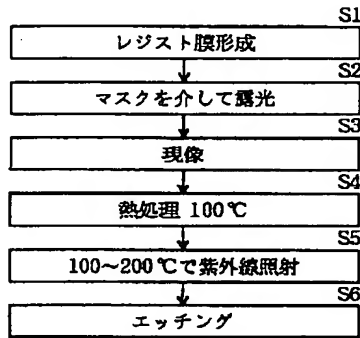 S1
レジスト膜形成
S2
マスクを介して露光
S3
現像
S4
熱処理 100℃
S5
100~200℃で紫外線照射
S6
エッチング